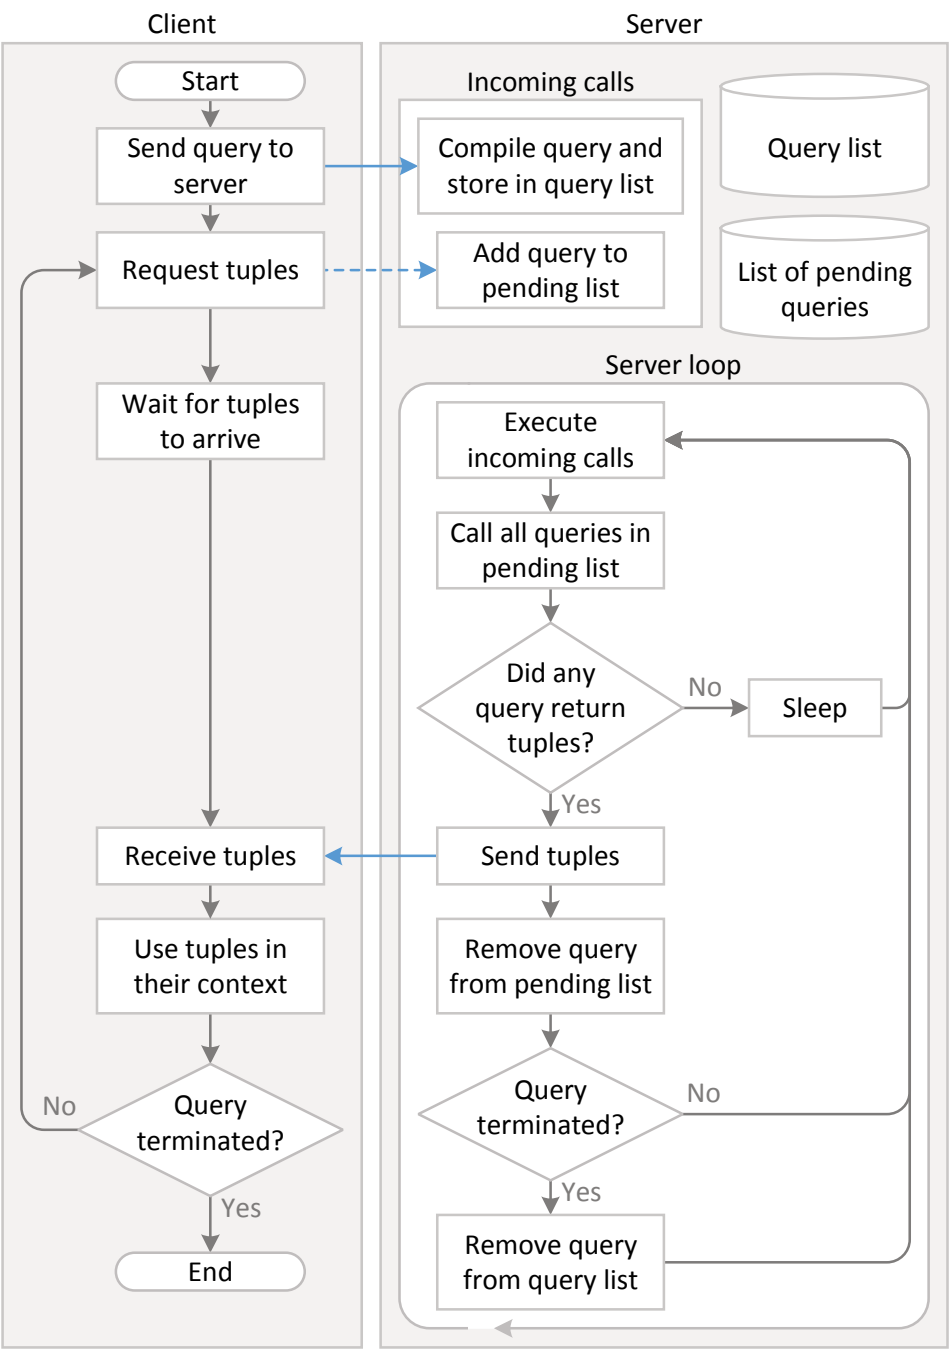 Client
Start
Send query to
server
Request tuples
Wait for tuples
to arrive
Receive tuples
Use tuples in
their context
Query
terminated?
No
Yes
End
Server
Incoming calls
Compile query and
store in query list
Add query to
pending list
Query list
List of pending
queries
Server loop
Execute
incoming calls
Call all queries in
pending list
Did any
query return
tuples?
No
Sleep
Yes
Send tuples
Remove query
from pending list
Query
terminated?
No
Yes
Remove query
from query list